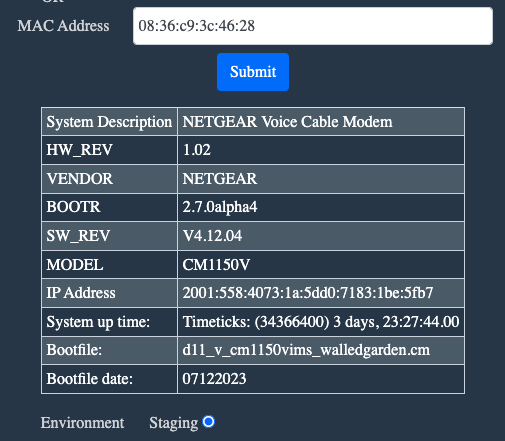 MAC Address 08:36:c9:3c:46:28
Submit
System Description NETGEAR Voice Cable Modem
HW_REV 1.02
VENDOR NETGEAR
BOOTR 2.7.0alpha4
SW_REV V4.12.04
MODEL CM1150V
IP Address 2001:558:4073:1a:5dd0:7183:1be:5fb7
System up time: Timeticks: (34366400) 3 days, 23:27:44.00
Bootfile: d11_v_cm1150vims_walledgarden.cm
Bootfile date: 07122023
Environment Staging